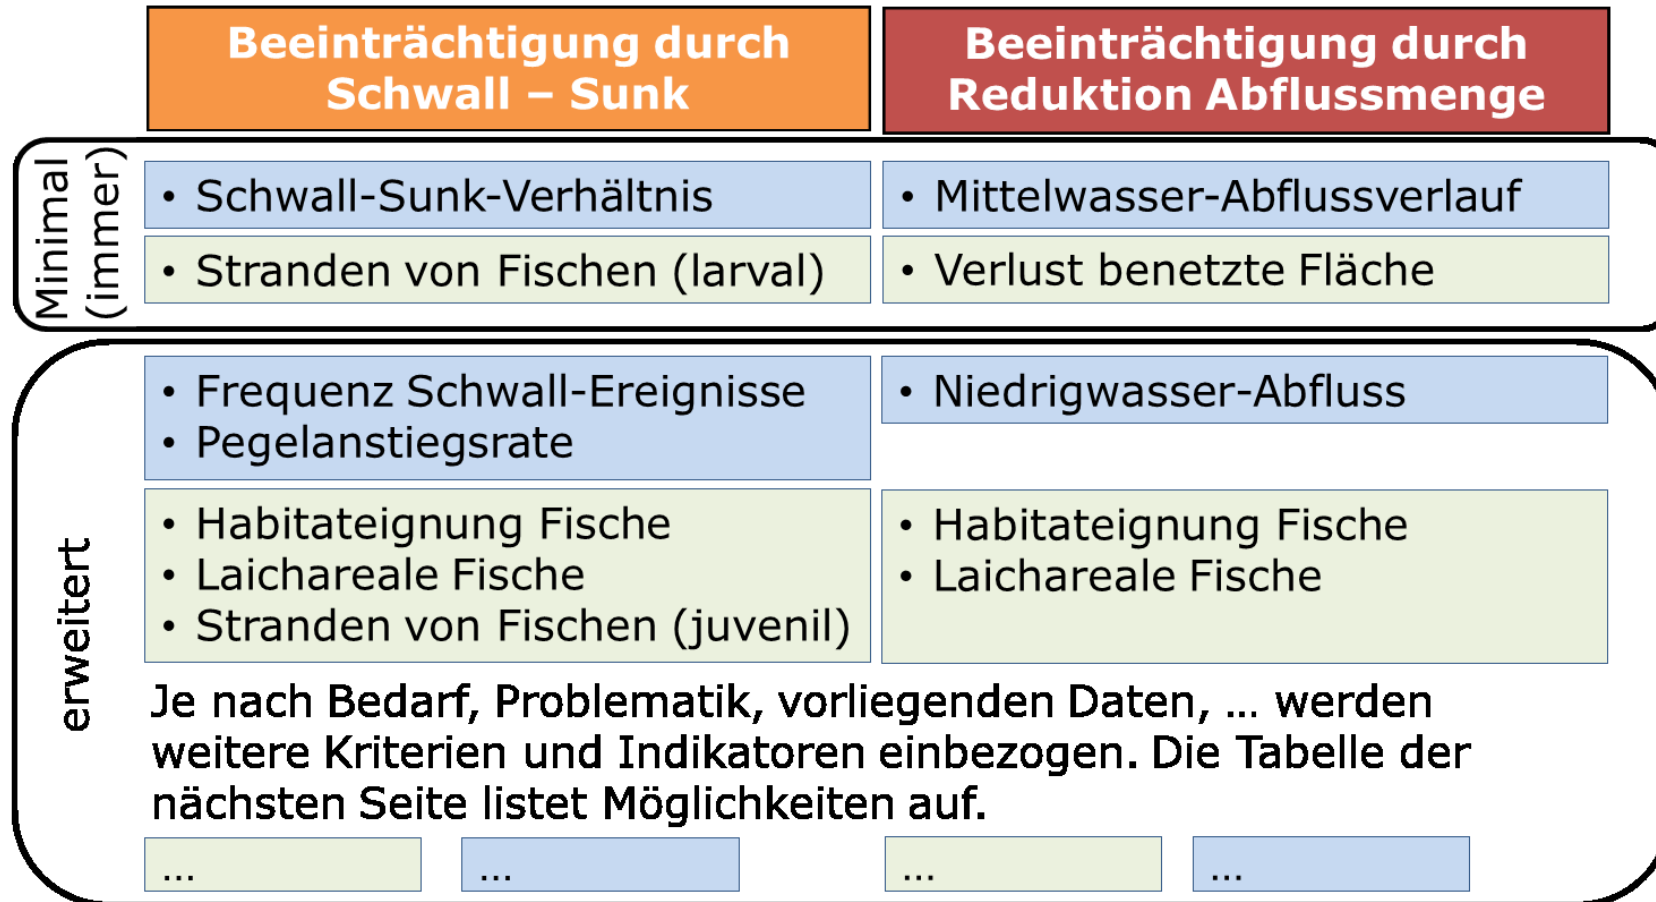 Beeinträchtigung durch
Schwall – Sunk
Beeinträchtigung durch
Reduktion Abflussmenge
Minimal
(immer)
• Schwall-Sunk-Verhältnis
• Mittelwasser-Abflussverlauf
• Stranden von Fischen (larval)
• Verlust benetzte Fläche
erweitert
• Frequenz Schwall-Ereignisse
• Pegelanstiegsrate
• Niedrigwasser-Abfluss
• Habitateignung Fische
• Laichareale Fische
• Stranden von Fischen (juvenil)
• Habitateignung Fische
• Laichareale Fische
Je nach Bedarf, Problematik, vorliegenden Daten, ... werden
weitere Kriterien und Indikatoren einbezogen. Die Tabelle der
nächsten Seite listet Möglichkeiten auf.
...
...
...
...